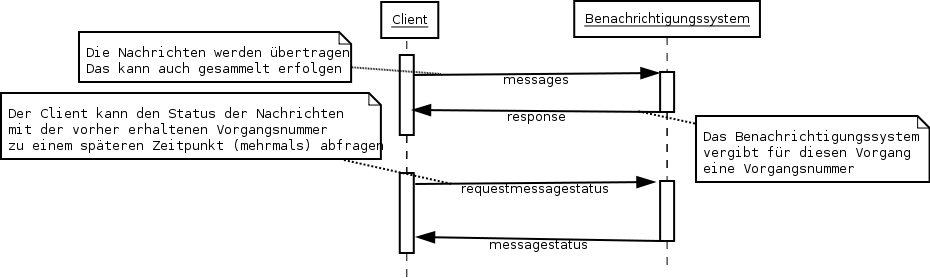 Client
Benachrichtigungssystem
Die Nachrichten werden übertragen
Das kann auch gesammelt erfolgen
messages
Der Client kann den Status der Nachrichten
mit der vorher erhaltenen Vorgangsnummer
zu einem späteren Zeitpunkt (mehrmals) abfragen
response
Das Benachrichtigungssystem
vergibt für diesen Vorgang
eine Vorgangsnummer
requestmessagestatus
messagestatus